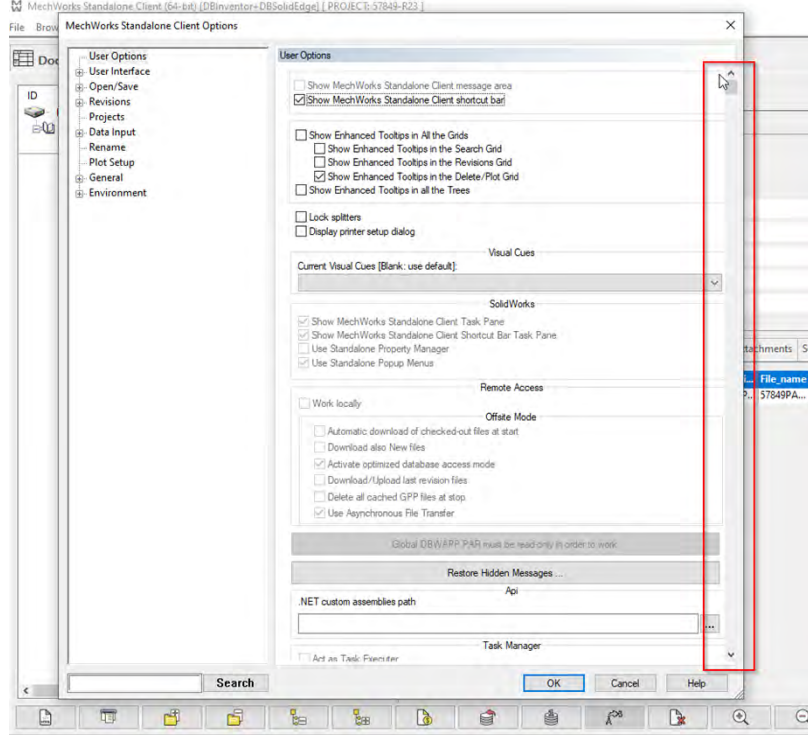 MechWorks Standalone Client (64-bit) [DBInventor+DBSolidEdge] [ PROJECT: 57849-R23 ]
File Brow
MechWorks Standalone Client Options
Doc
ID
User Options
User Interface
Open/Save
Revisions
Projects
Data Input
Rename
Plot Setup
General
Environment
User Options
Show MechWorks Standalone Client message area
Show MechWorks Standalone Client shortcut bar
Show Enhanced Tooltips in All the Grids
Show Enhanced Tooltips in the Search Grid
Show Enhanced Tooltips in the Revisions Grid
Show Enhanced Tooltips in the Delete/Plot Grid
Show Enhanced Tooltips in all the Trees
Lock splitters
Display printer setup dialog
Visual Cues
Current Visual Cues [Blank: use default]:
SolidWorks
Show MechWorks Standalone Client Task Pane
Show MechWorks Standalone Client Shortcut Bar Task Pane
Use Standalone Property Manager
Use Standalone Popup Menus
Remote Access
Work locally
Offsite Mode
Automatic download of checked-out files at start
Download also New files
Activate optimized database access mode
Download/Upload last revision files
Delete all cached GPP files at stop
Use Asynchronous File Transfer
Global DBWAPP.PAR must be read-only in order to work
Restore Hidden Messages ...
Api
.NET custom assemblies path
...
Task Manager
Act as Task Executer
tachments S
File_name
57849PA...
Search
OK Cancel Help